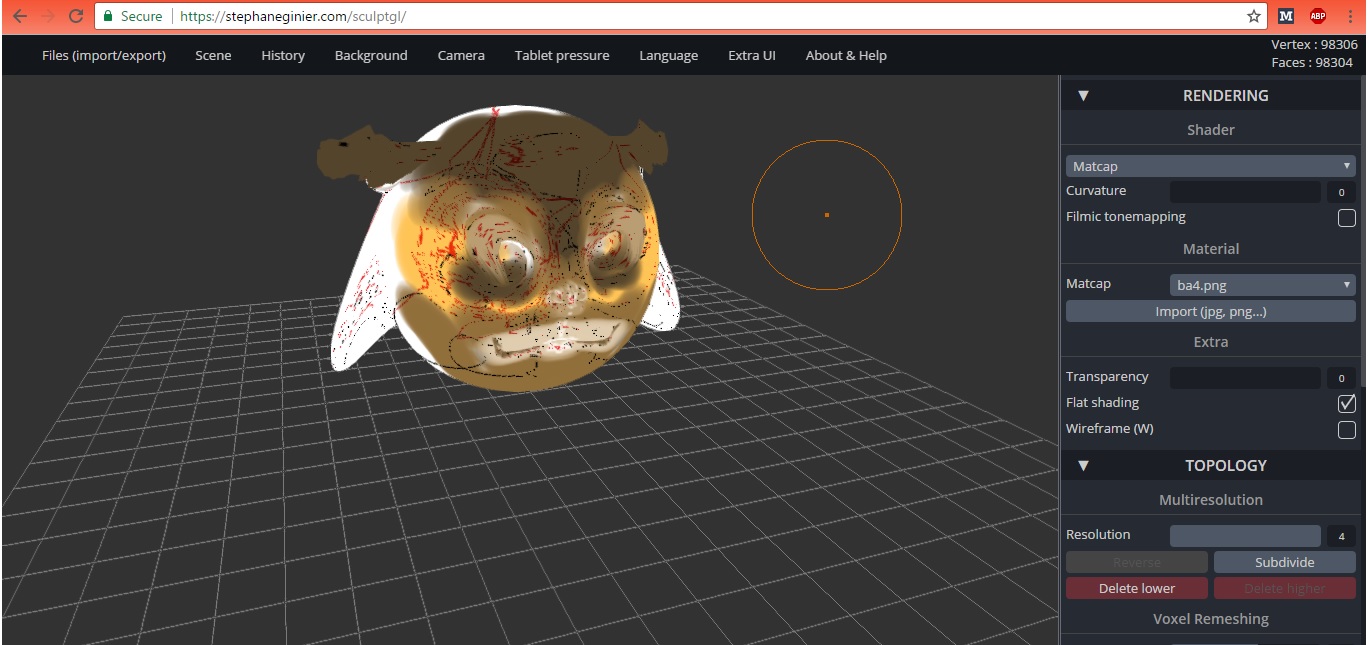 Secure https://stephaneginier.com/sculptgl/ M ABP
Files (import/export) Scene History Background Camera Tablet pressure Language Extra UI About & Help
Vertex : 98306
Faces : 98304
▼ RENDERING
Shader
Matcap ▼
Curvature 0
Filmic tonemapping
Material
Matcap ba4.png ▼
Import (jpg, png...)
Extra
Transparency 0
Flat shading
Wireframe (W)
▼ TOPOLOGY
Multiresolution
Resolution 4
Reverse Subdivide
Delete lower Delete higher
Voxel Remeshing